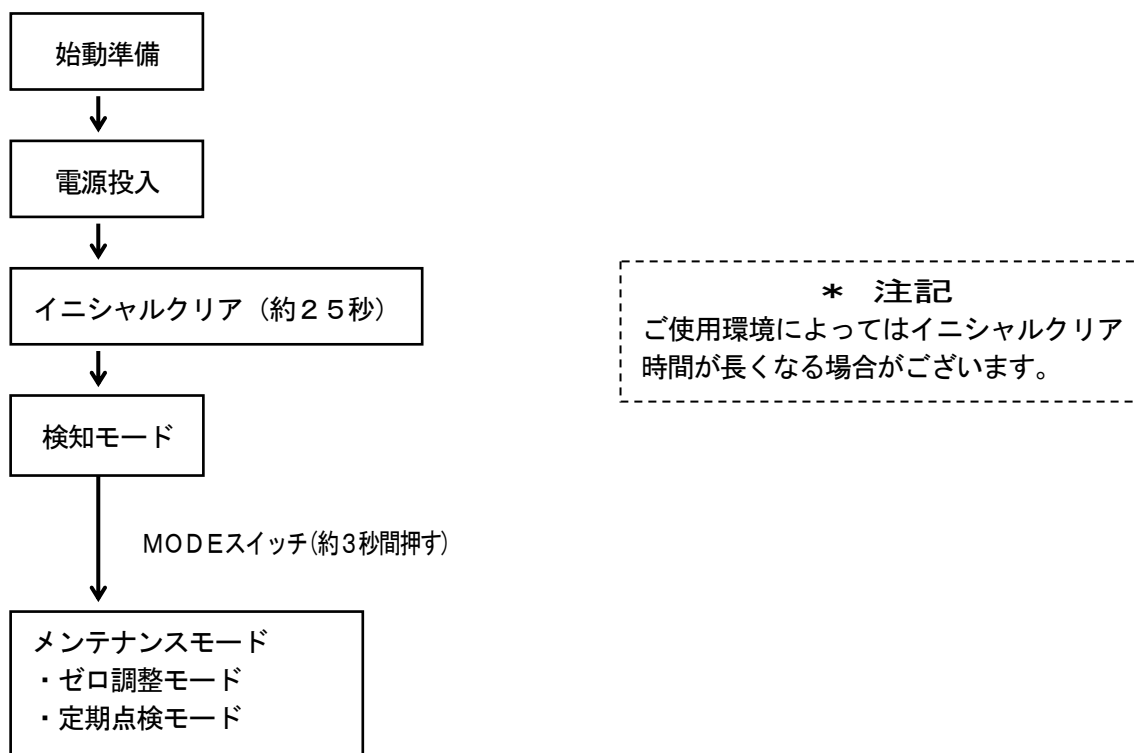 始動準備
電源投入
イニシャルクリア（約２５秒）
＊　注記
ご使用環境によってはイニシャルクリア
時間が長くなる場合がございます。
検知モード
ＭＯＤＥスイッチ(約３秒間押す)
メンテナンスモード
・ゼロ調整モード
・定期点検モード